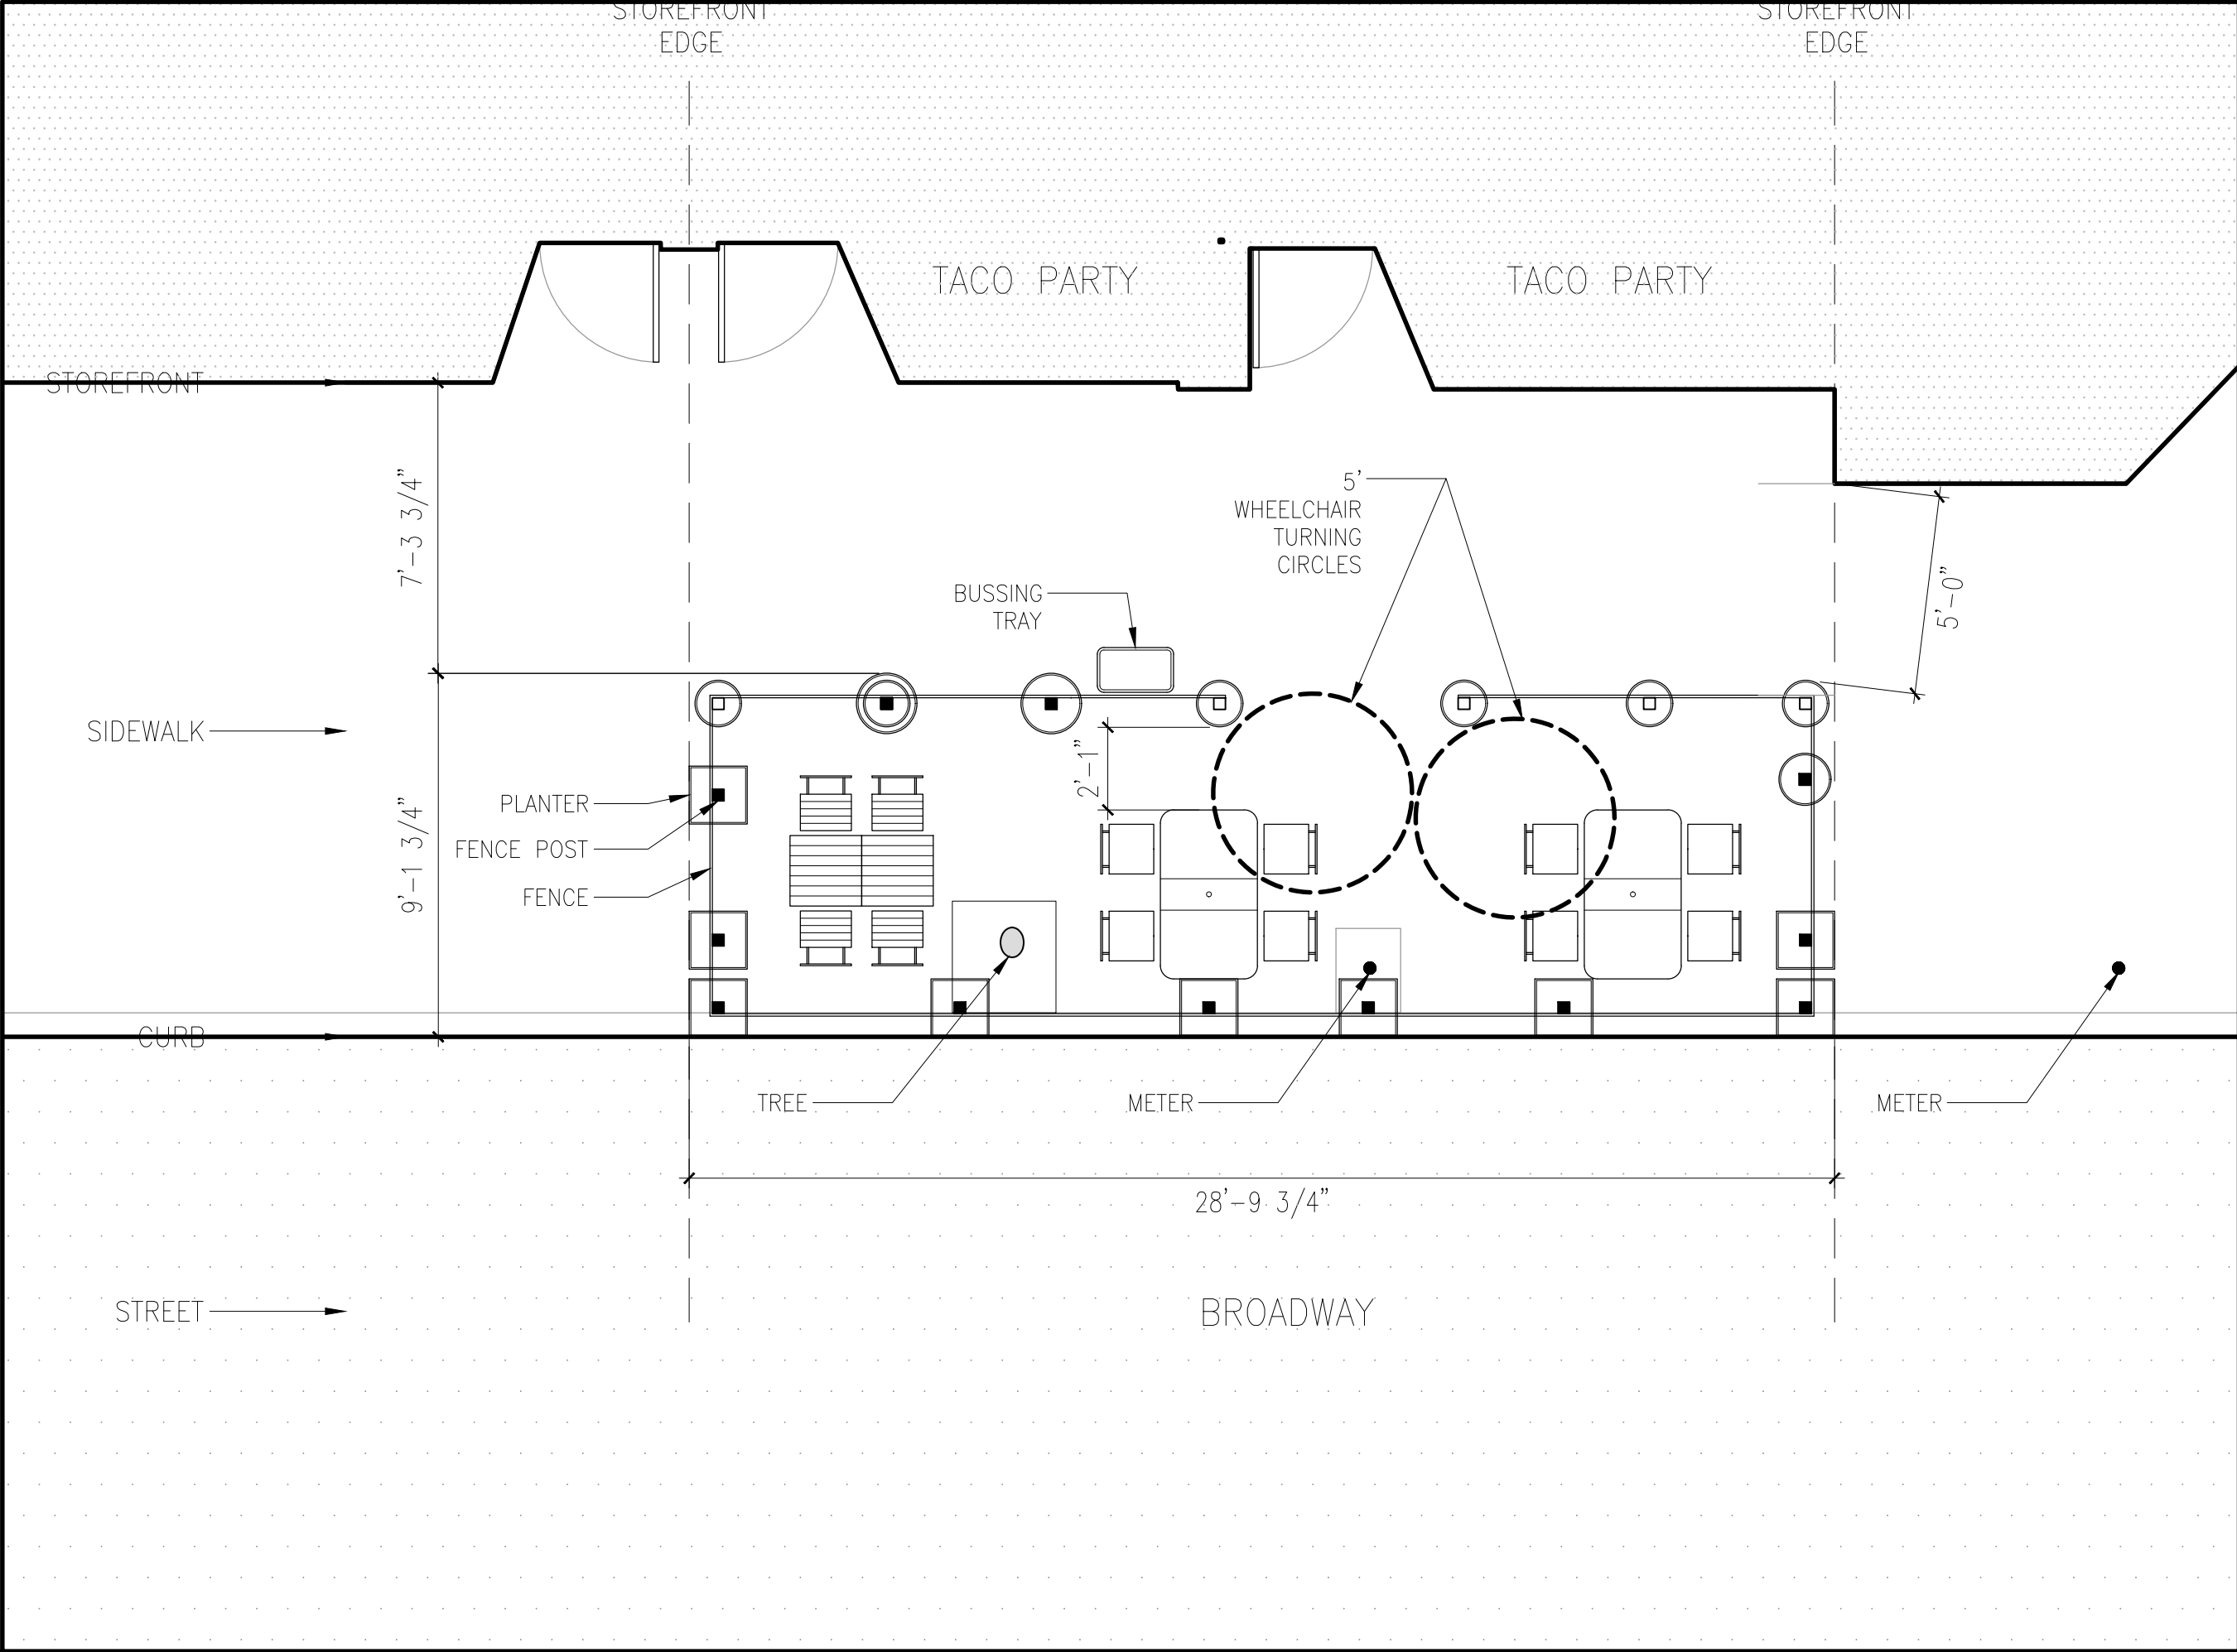 STOREFRONT
EDGE
STOREFRONT
EDGE
TACO PARTY
TACO PARTY
STOREFRONT
7'-3 3/4"
5'
WHEELCHAIR
TURNING
CIRCLES
BUSSING
TRAY
5'-0"
SIDEWALK
2'-1"
PLANTER
FENCE POST
FENCE
9'-1 3/4"
CURB
TREE
METER
METER
28'-9 3/4"
STREET
BROADWAY